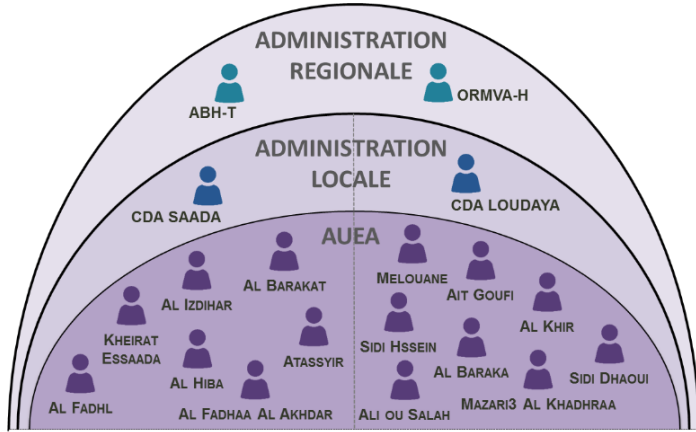 ADMINISTRATION
REGIONALE
ABH-T
ORMVA-H
ADMINISTRATION
LOCALE
CDA SAADA
CDA LOUDAYA
AUEA
AL BARAKAT
MELOUANE
AIT GOUFI
AL IZDIHAR
AL KHIR
KHEIRAT
ESSAADA
ATASSYIR
SIDI HSSEIN
AL HIBA
AL BARAKA
SIDI DHAOUI
AL FADHL
AL FADHAA AL AKHDAR
ALI OU SALAH
MAZARI3 AL KHADHRAA